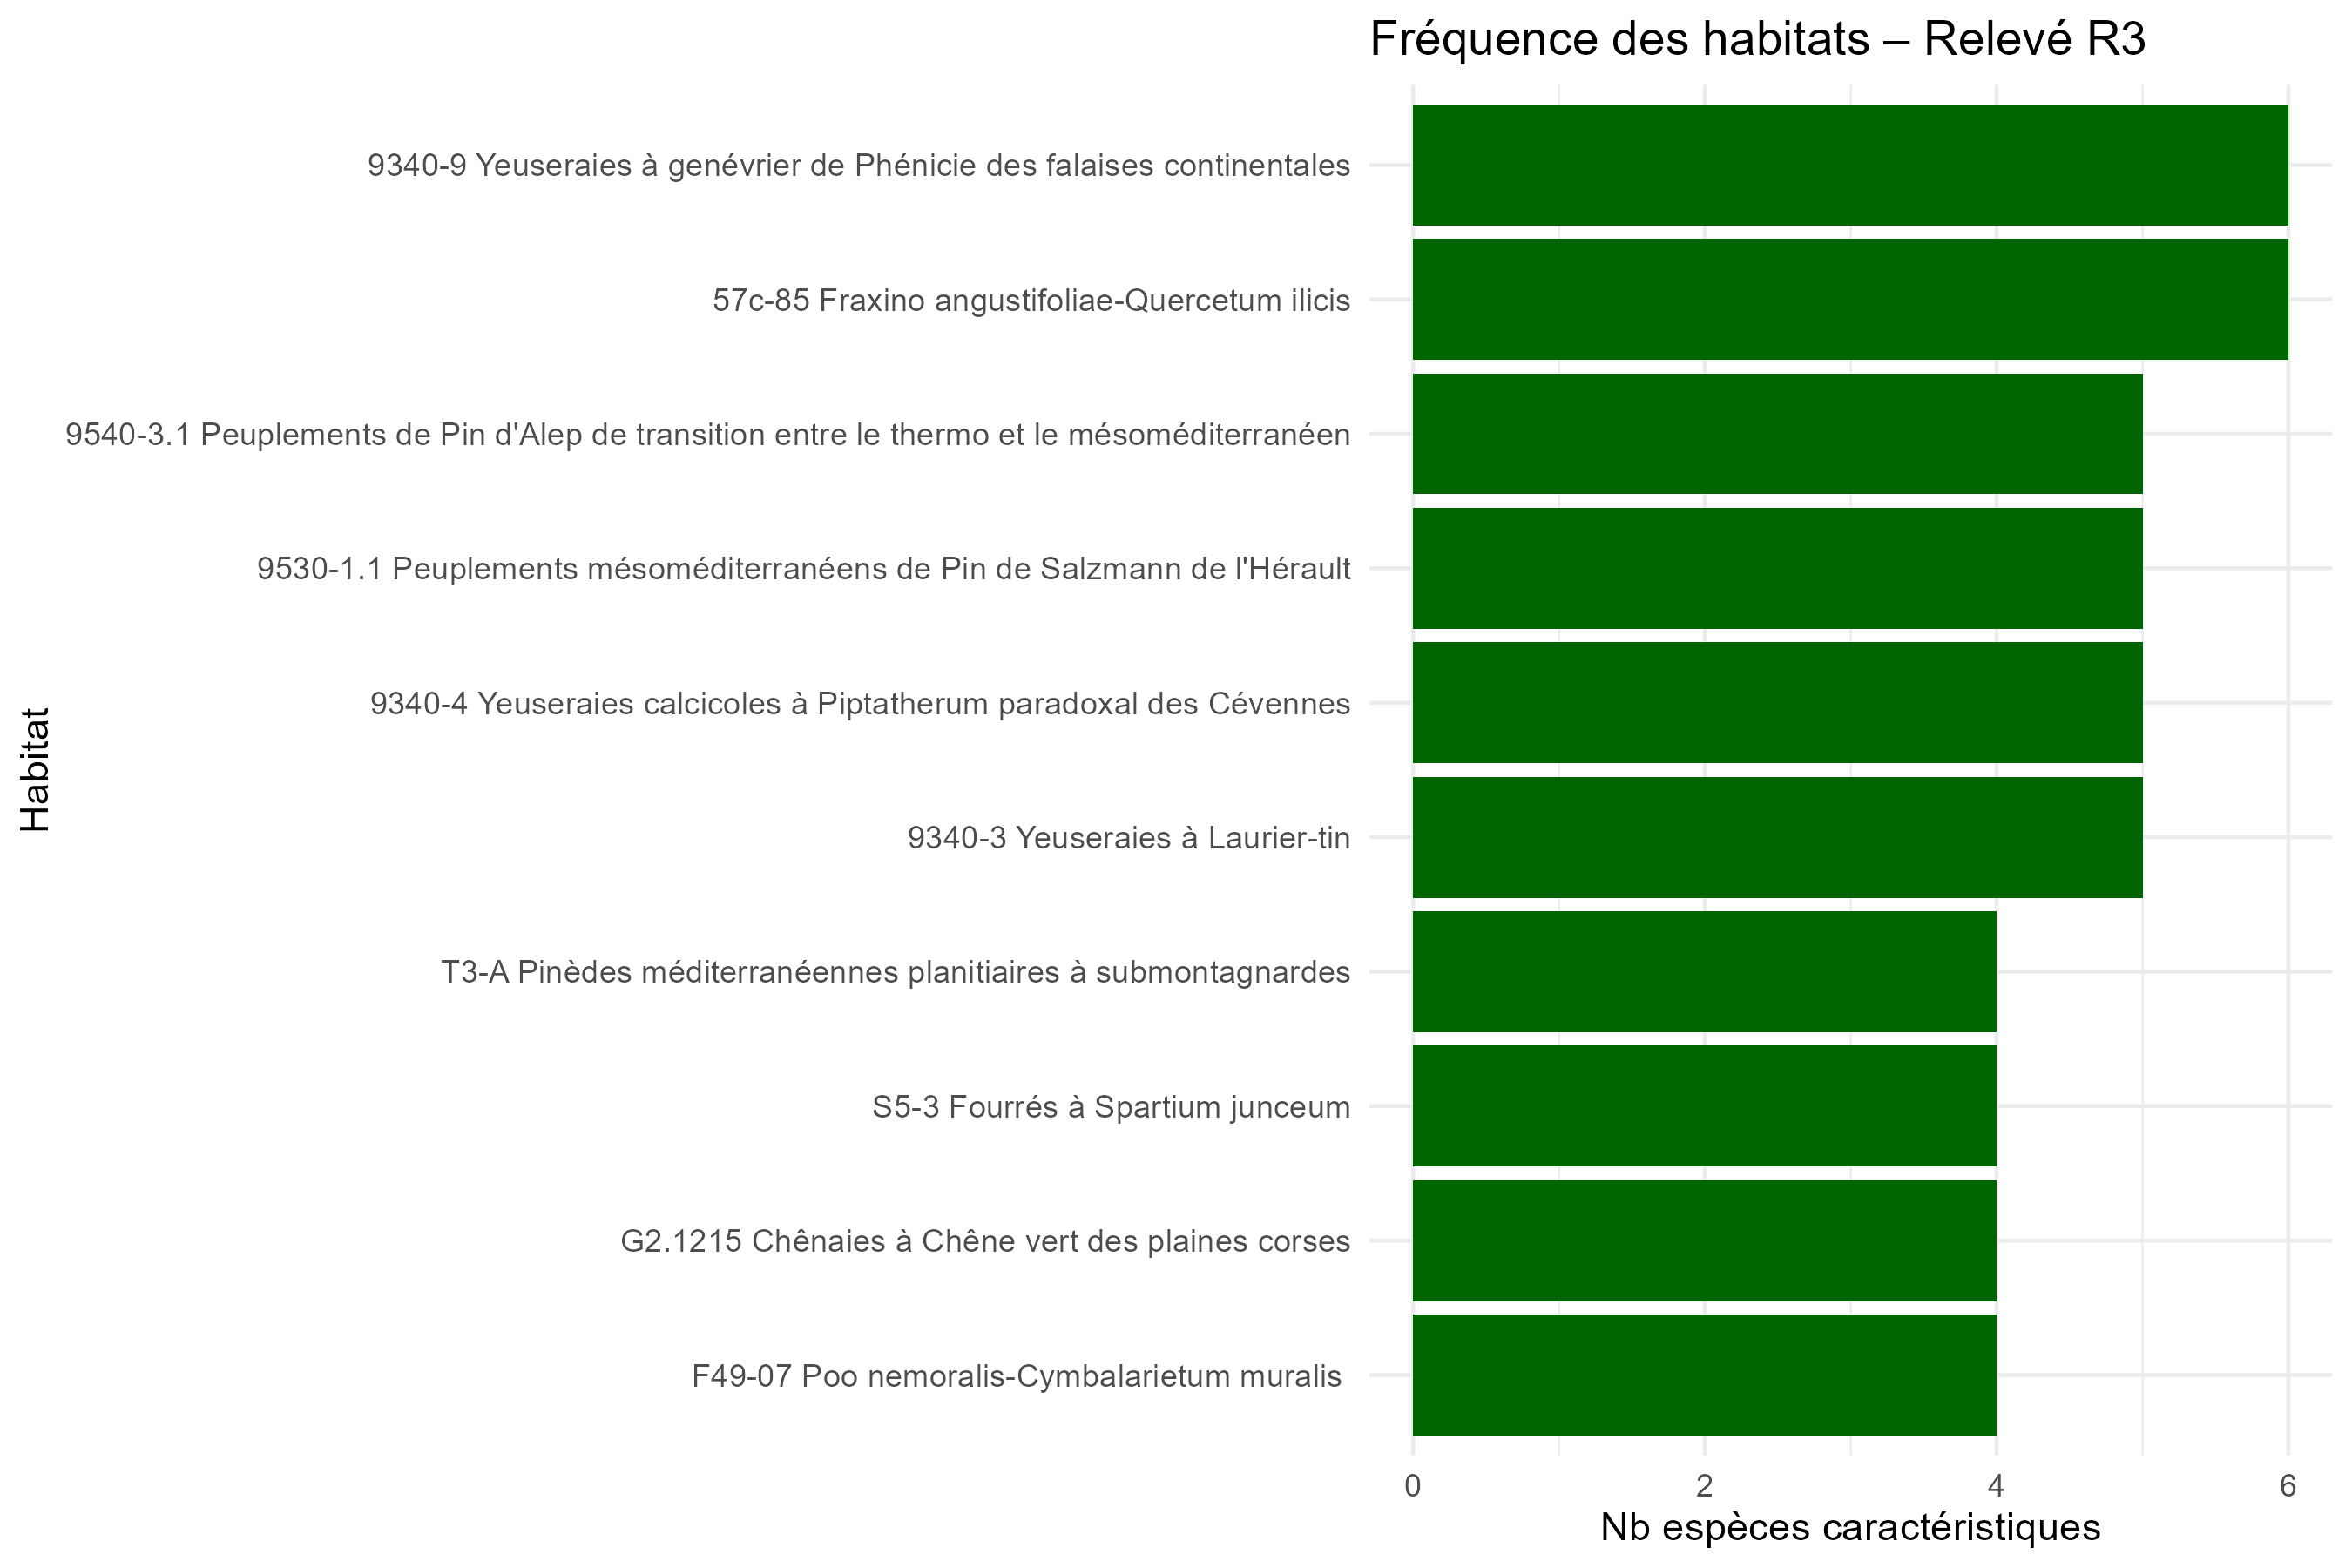 Fréquence des habitats – Relevé R3
9340-9 Yeuseraies à genévrier de Phénicie des falaises continentales
57c-85 Fraxino angustifoliae-Quercetum ilicis
9540-3.1 Peuplements de Pin d'Alep de transition entre le thermo et le mésoméditerranéen
9530-1.1 Peuplements mésoméditerranéens de Pin de Salzmann de l'Hérault
9340-4 Yeuseraies calcicoles à Piptatherum paradoxal des Cévennes
9340-3 Yeuseraies à Laurier-tin
T3-A Pinèdes méditerranéennes planitiaires à submontagnardes
S5-3 Fourrés à Spartium junceum
G2.1215 Chênaies à Chêne vert des plaines corses
F49-07 Poo nemoralis-Cymbalarietum muralis
Habitat
0 2 4 6
Nb espèces caractéristiques